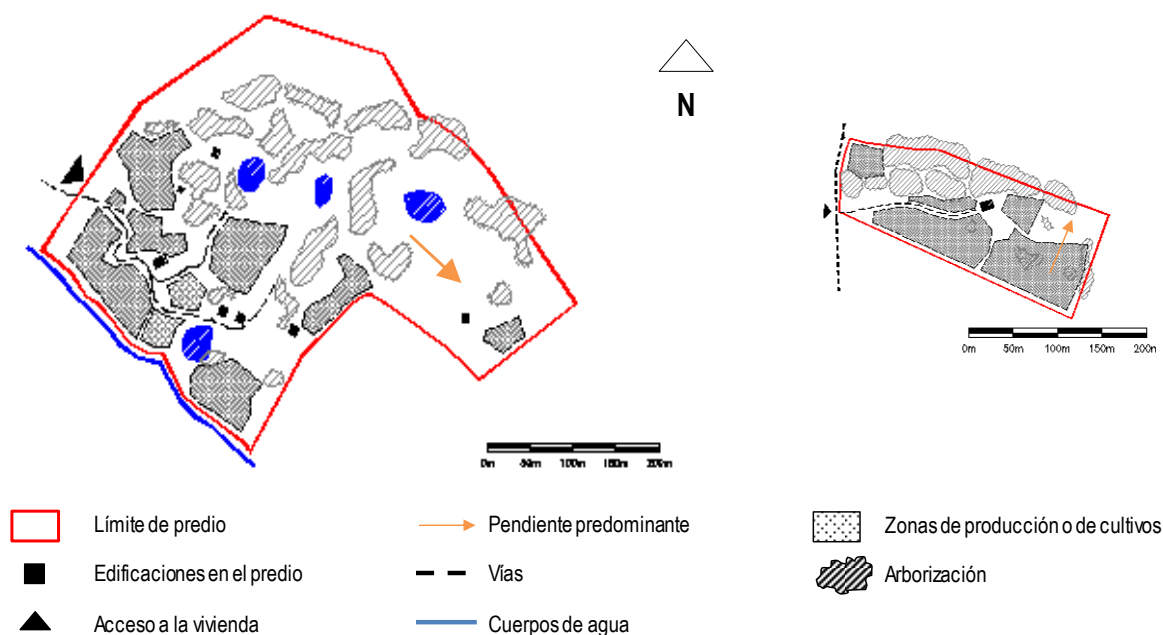 N
0m 50m 100m 150m 200m
0m 50m 100m 150m 200m
Límite de predio
Pendiente predominante
Zonas de producción o de cultivos
Edificaciones en el predio
Vías
Arborización
Acceso a la vivienda
Cuerpos de agua